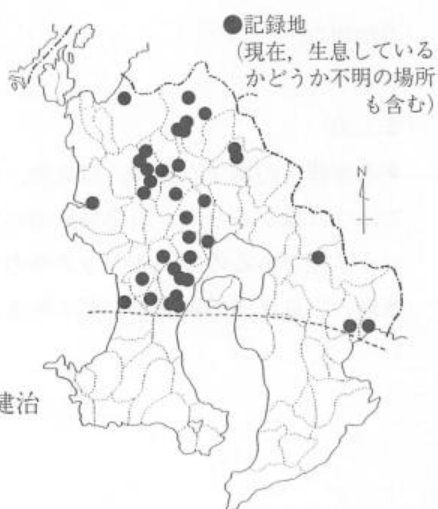 ●記録地
(現在，生息している
かどうか不明の場所
も含む)
N
建治